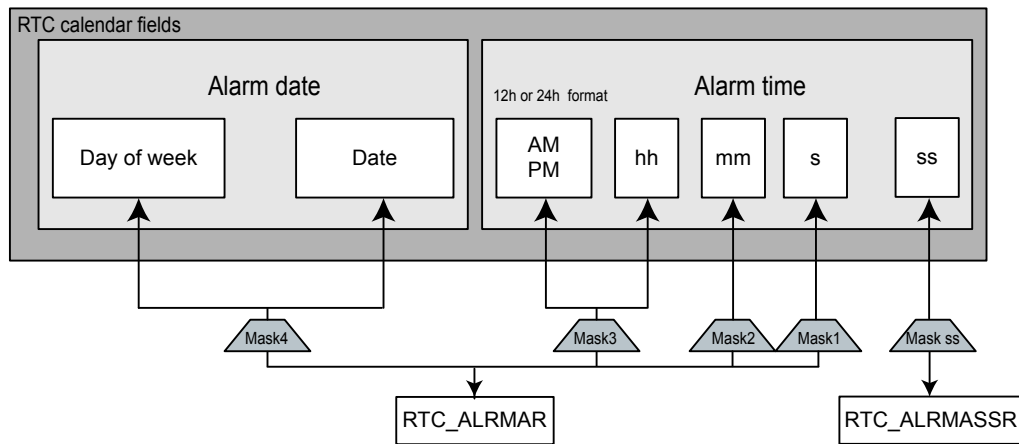 RTC calendar fields
Alarm date
Alarm time
12h or 24h format
Day of week
Date
AM
PM
hh
mm
s
ss
Mask4
Mask3
Mask2
Mask1
Mask ss
RTC_ALRMAR
RTC_ALRMASSR